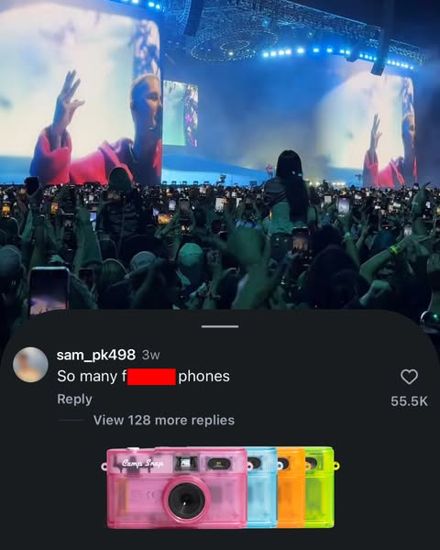 sam_pk498 3w
So many f phones
Reply
55.5K
View 128 more replies
Camp Snap